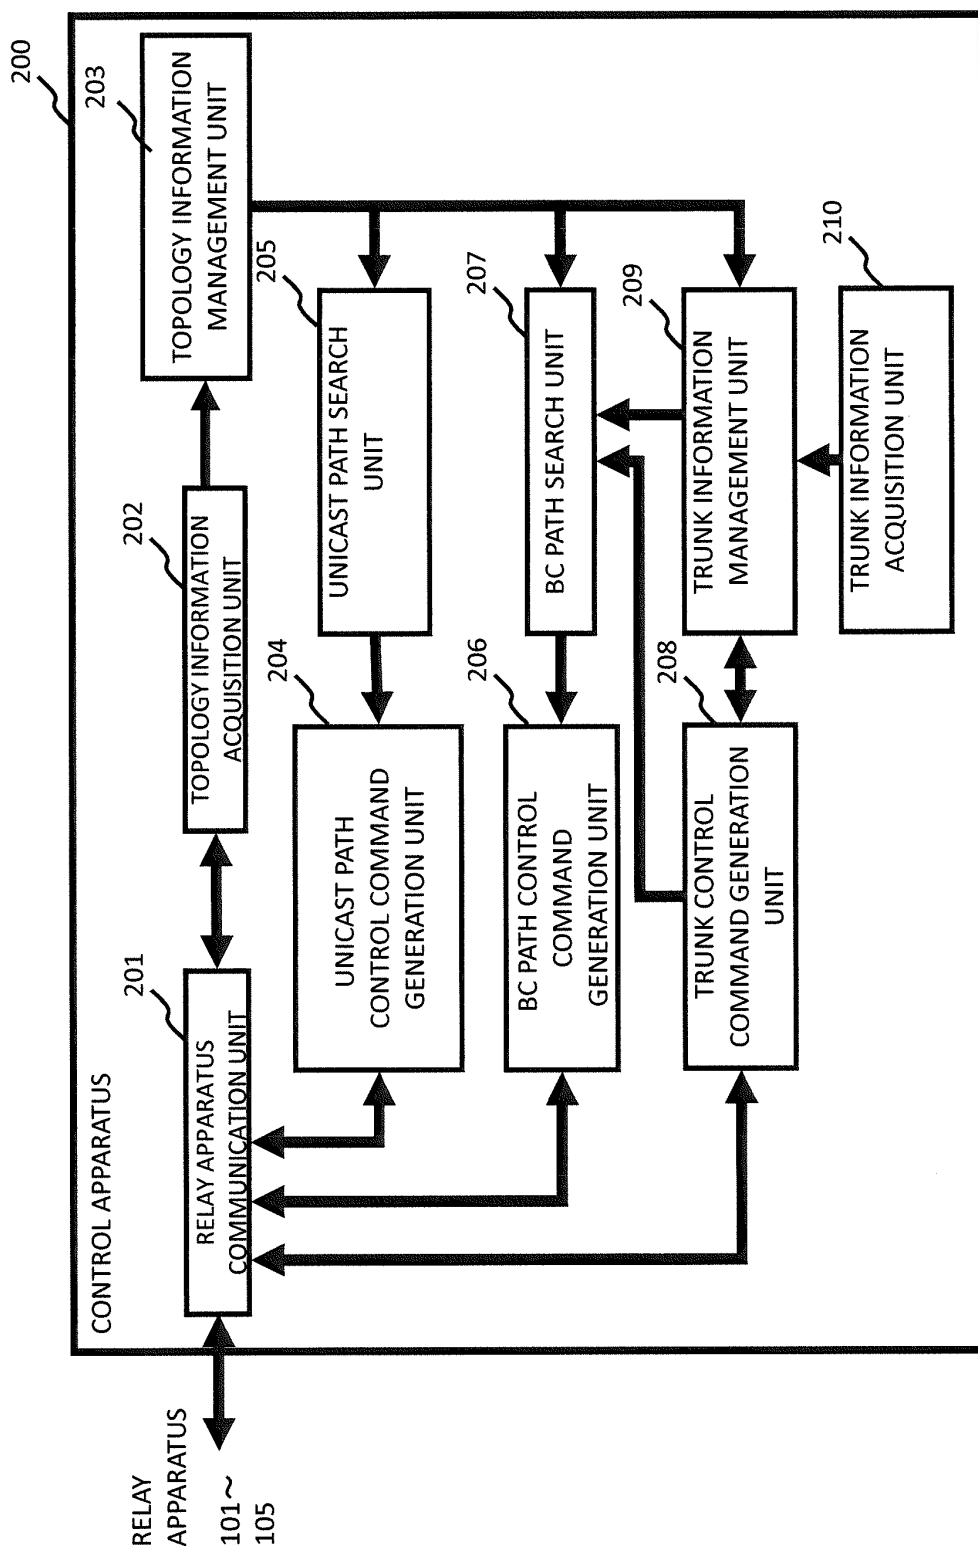 200
CONTROL APPARATUS
RELAY
APPARATUS
101～
105
201
RELAY APPARATUS
COMMUNICATION UNIT
202
TOPOLOGY INFORMATION
ACQUISITION UNIT
203
TOPOLOGY INFORMATION
MANAGEMENT UNIT
204
UNICAST PATH
CONTROL COMMAND
GENERATION UNIT
205
UNICAST PATH SEARCH
UNIT
206
BC PATH CONTROL
COMMAND
GENERATION UNIT
207
BC PATH SEARCH UNIT
208
TRUNK CONTROL
COMMAND GENERATION
UNIT
209
TRUNK INFORMATION
MANAGEMENT UNIT
210
TRUNK INFORMATION
ACQUISITION UNIT